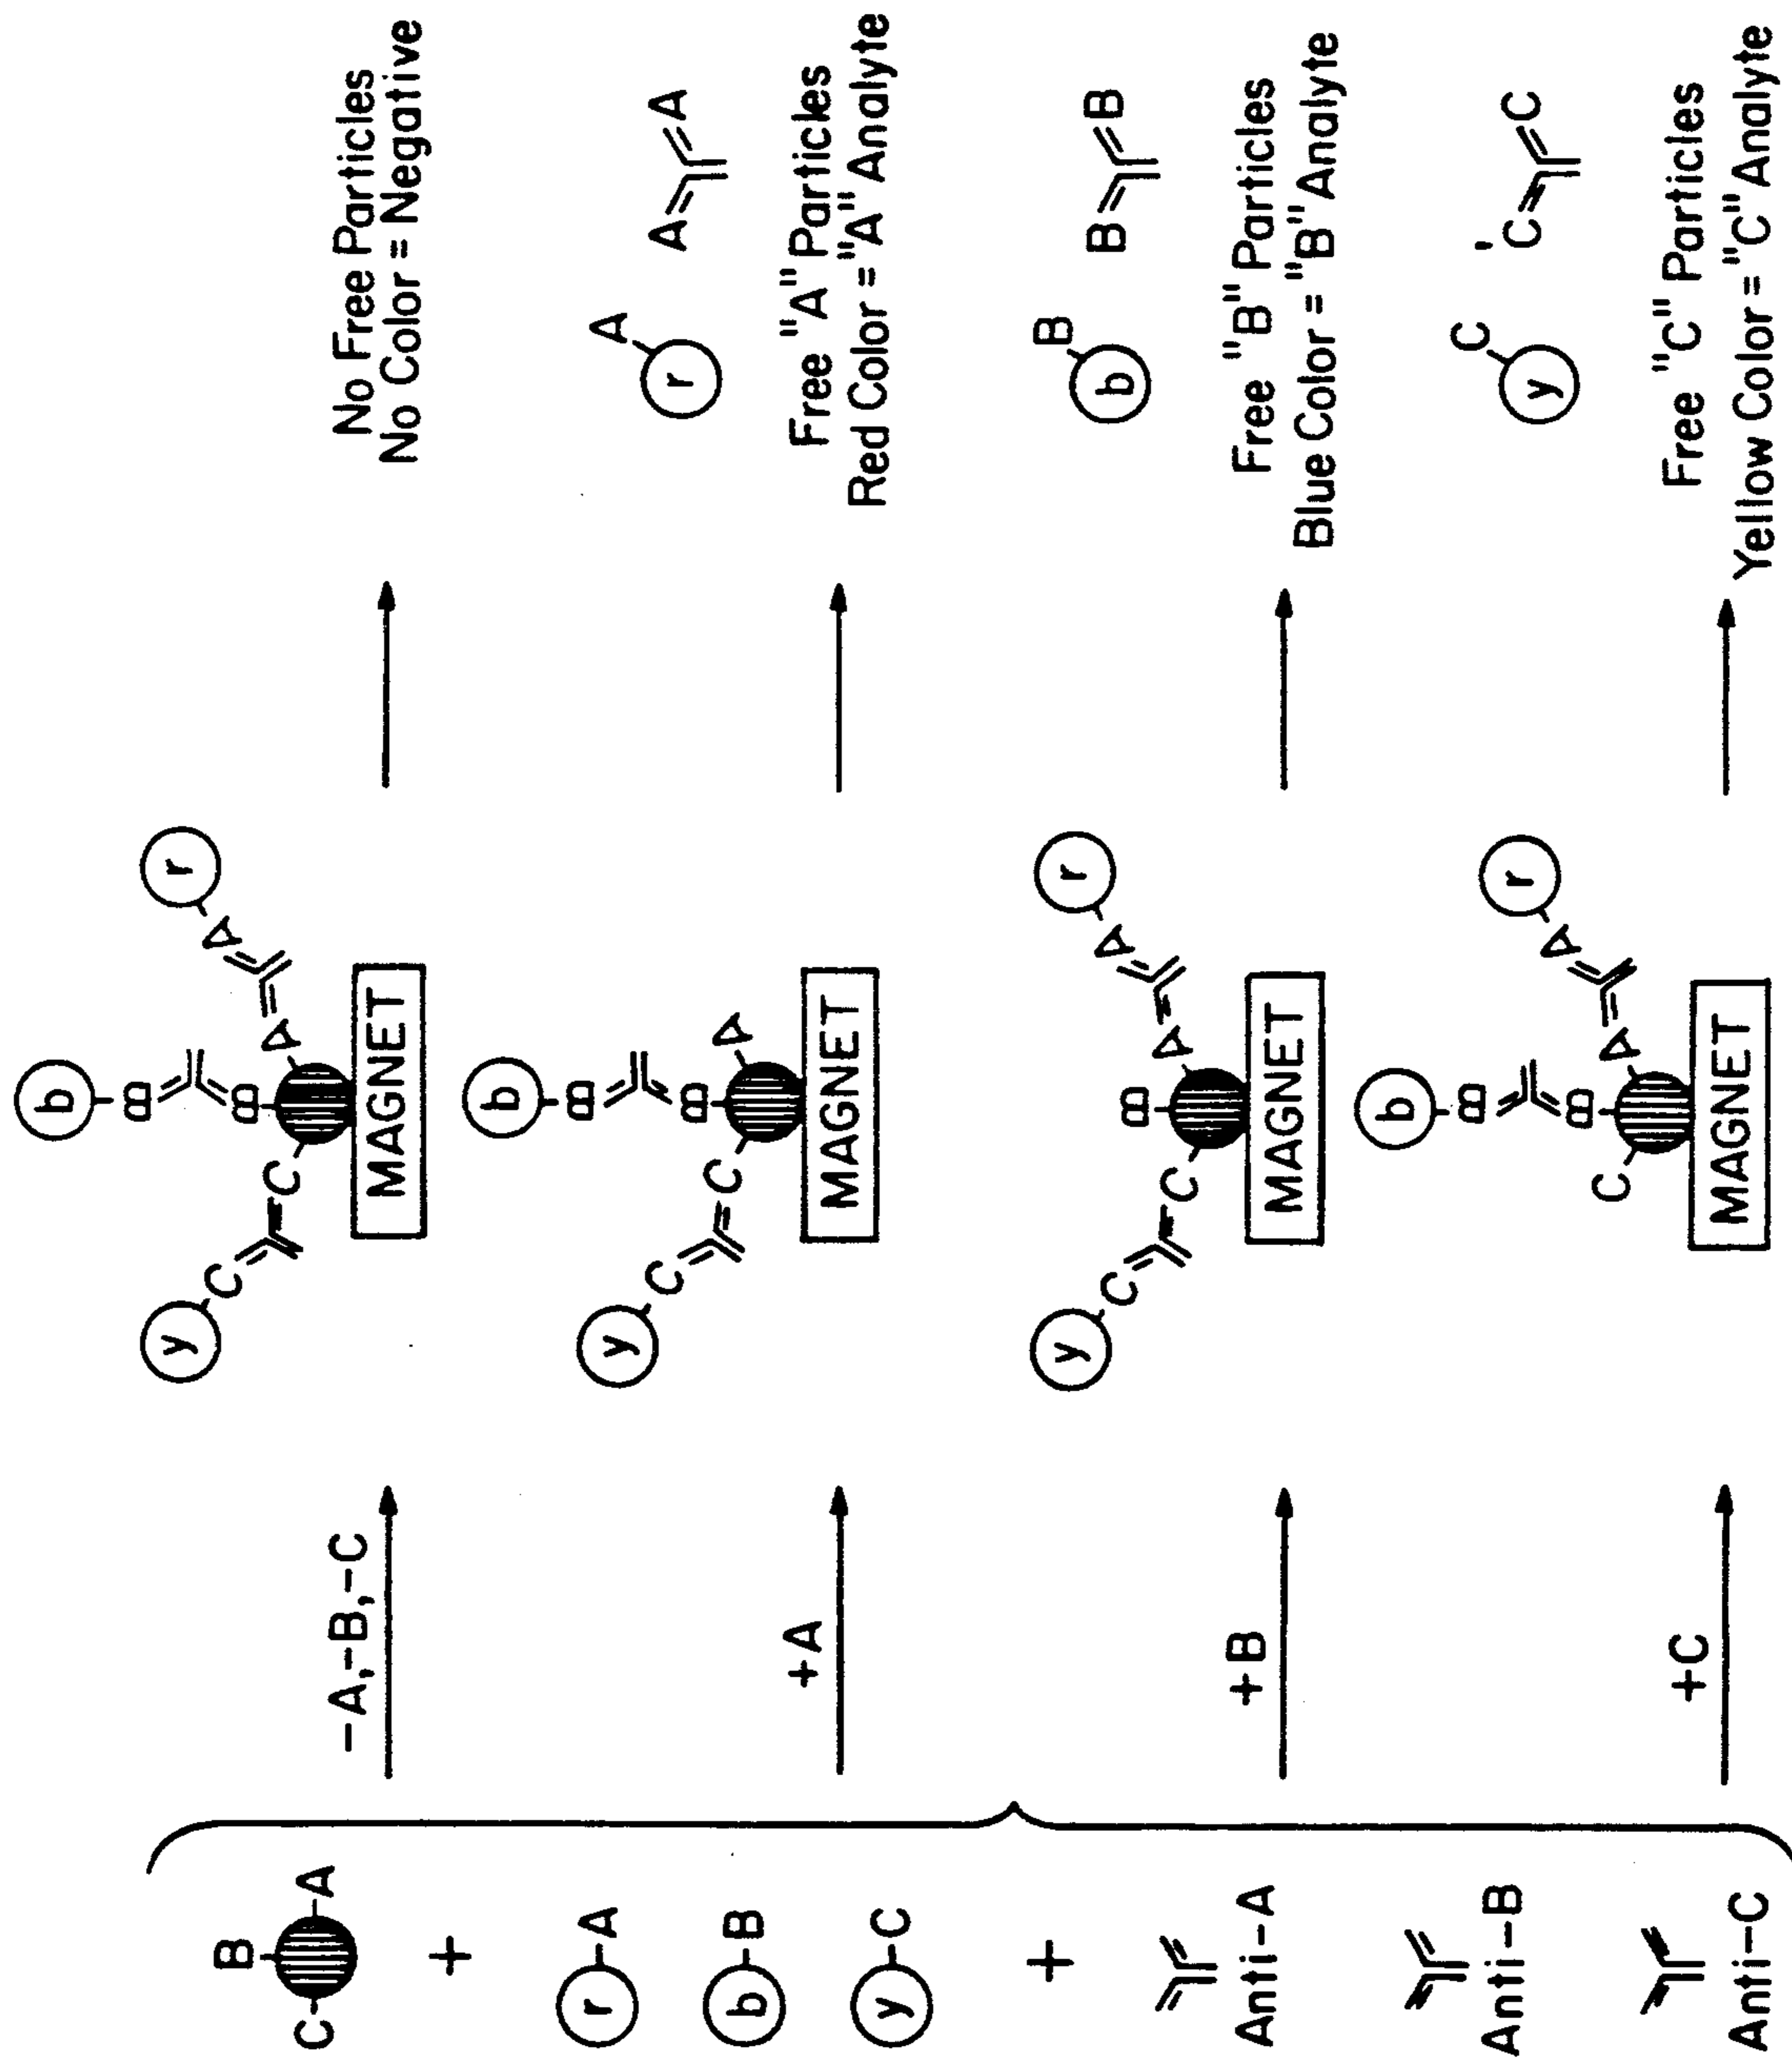 B
C A
+
r A
b B
y C
+
Anti-A
Anti-B
Anti-C
-A,-B,-C
b
B
y r
C A
B
C A
MAGNET
No Free Particles
No Color = Negative
+A
b
B
y
C
B
C A
MAGNET
r A
A A
Free "A" Particles
Red Color = "A" Analyte
+B
y r
C A
B
C A
MAGNET
b B
B B
Free "B" Particles
Blue Color = "B" Analyte
+C
b
B
r
A
B
C A
MAGNET
y C
C C
Free "C" Particles
Yellow Color = "C" Analyte